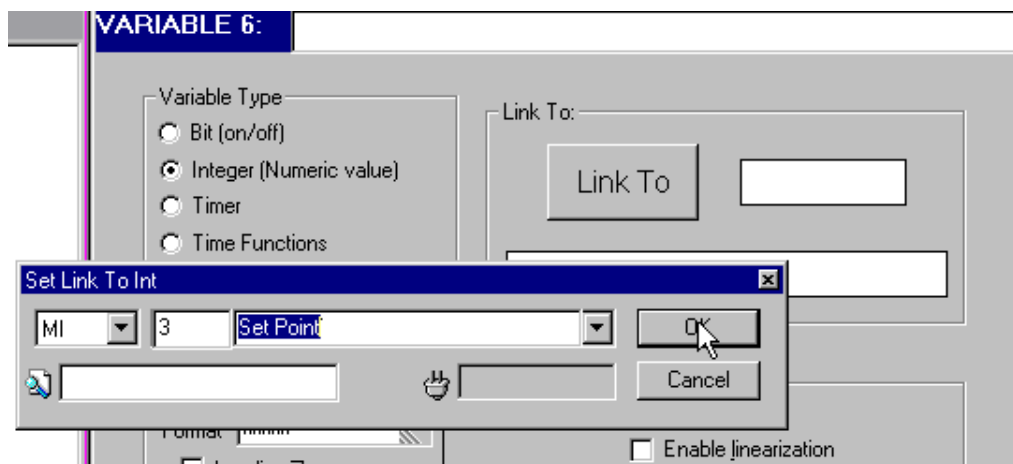 VARIABLE 6:
Variable Type
Bit (on/off)
Integer (Numeric value)
Timer
Time Functions
Link To:
Link To
Set Link To Int
MI
3
Set Point
OK
Cancel
Format
Enable linearization